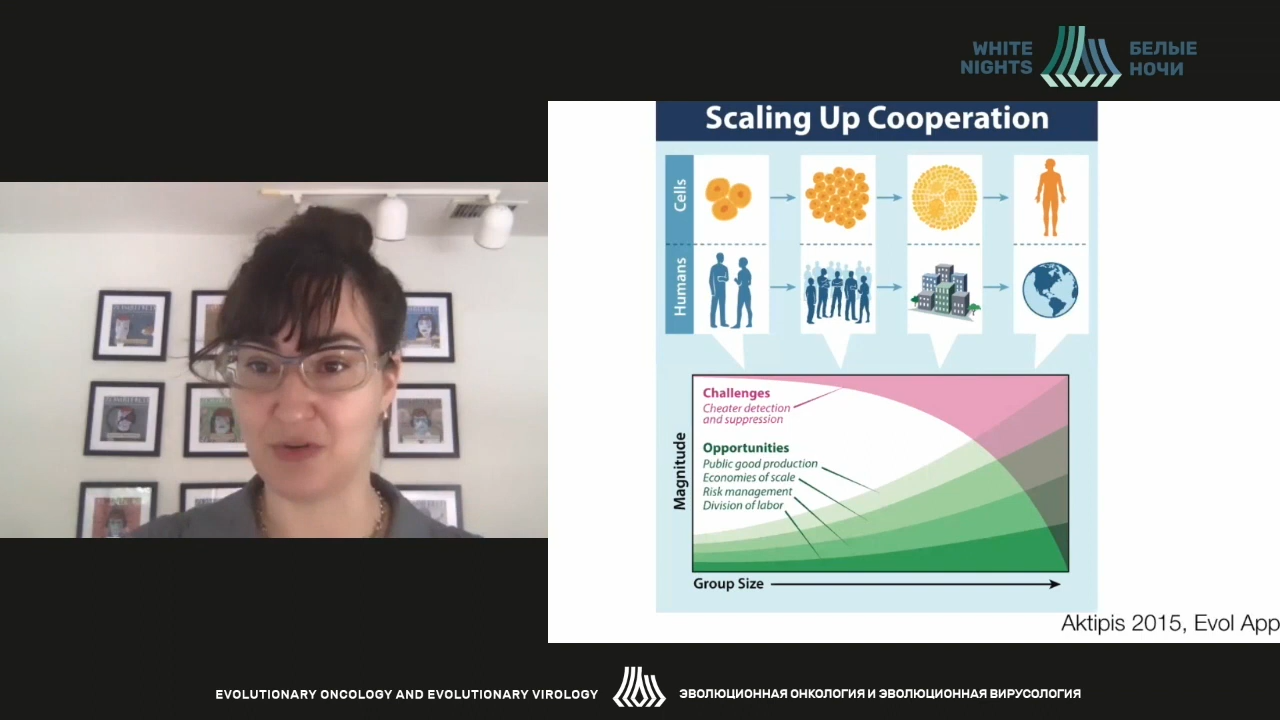 WHITE
NIGHTS
БЕЛЫЕ
НОЧИ
Scaling Up Cooperation
Cells
Humans
Challenges
Cheater detection
and suppression
Opportunities
Public good production
Economies of scale
Risk management
Division of labor
Magnitude
Group Size
Aktipis 2015, Evol App
EVOLUTIONARY ONCOLOGY AND EVOLUTIONARY VIROLOGY
ЭВОЛЮЦИОННАЯ ОНКОЛОГИЯ И ЭВОЛЮЦИОННАЯ ВИРУСОЛОГИЯ